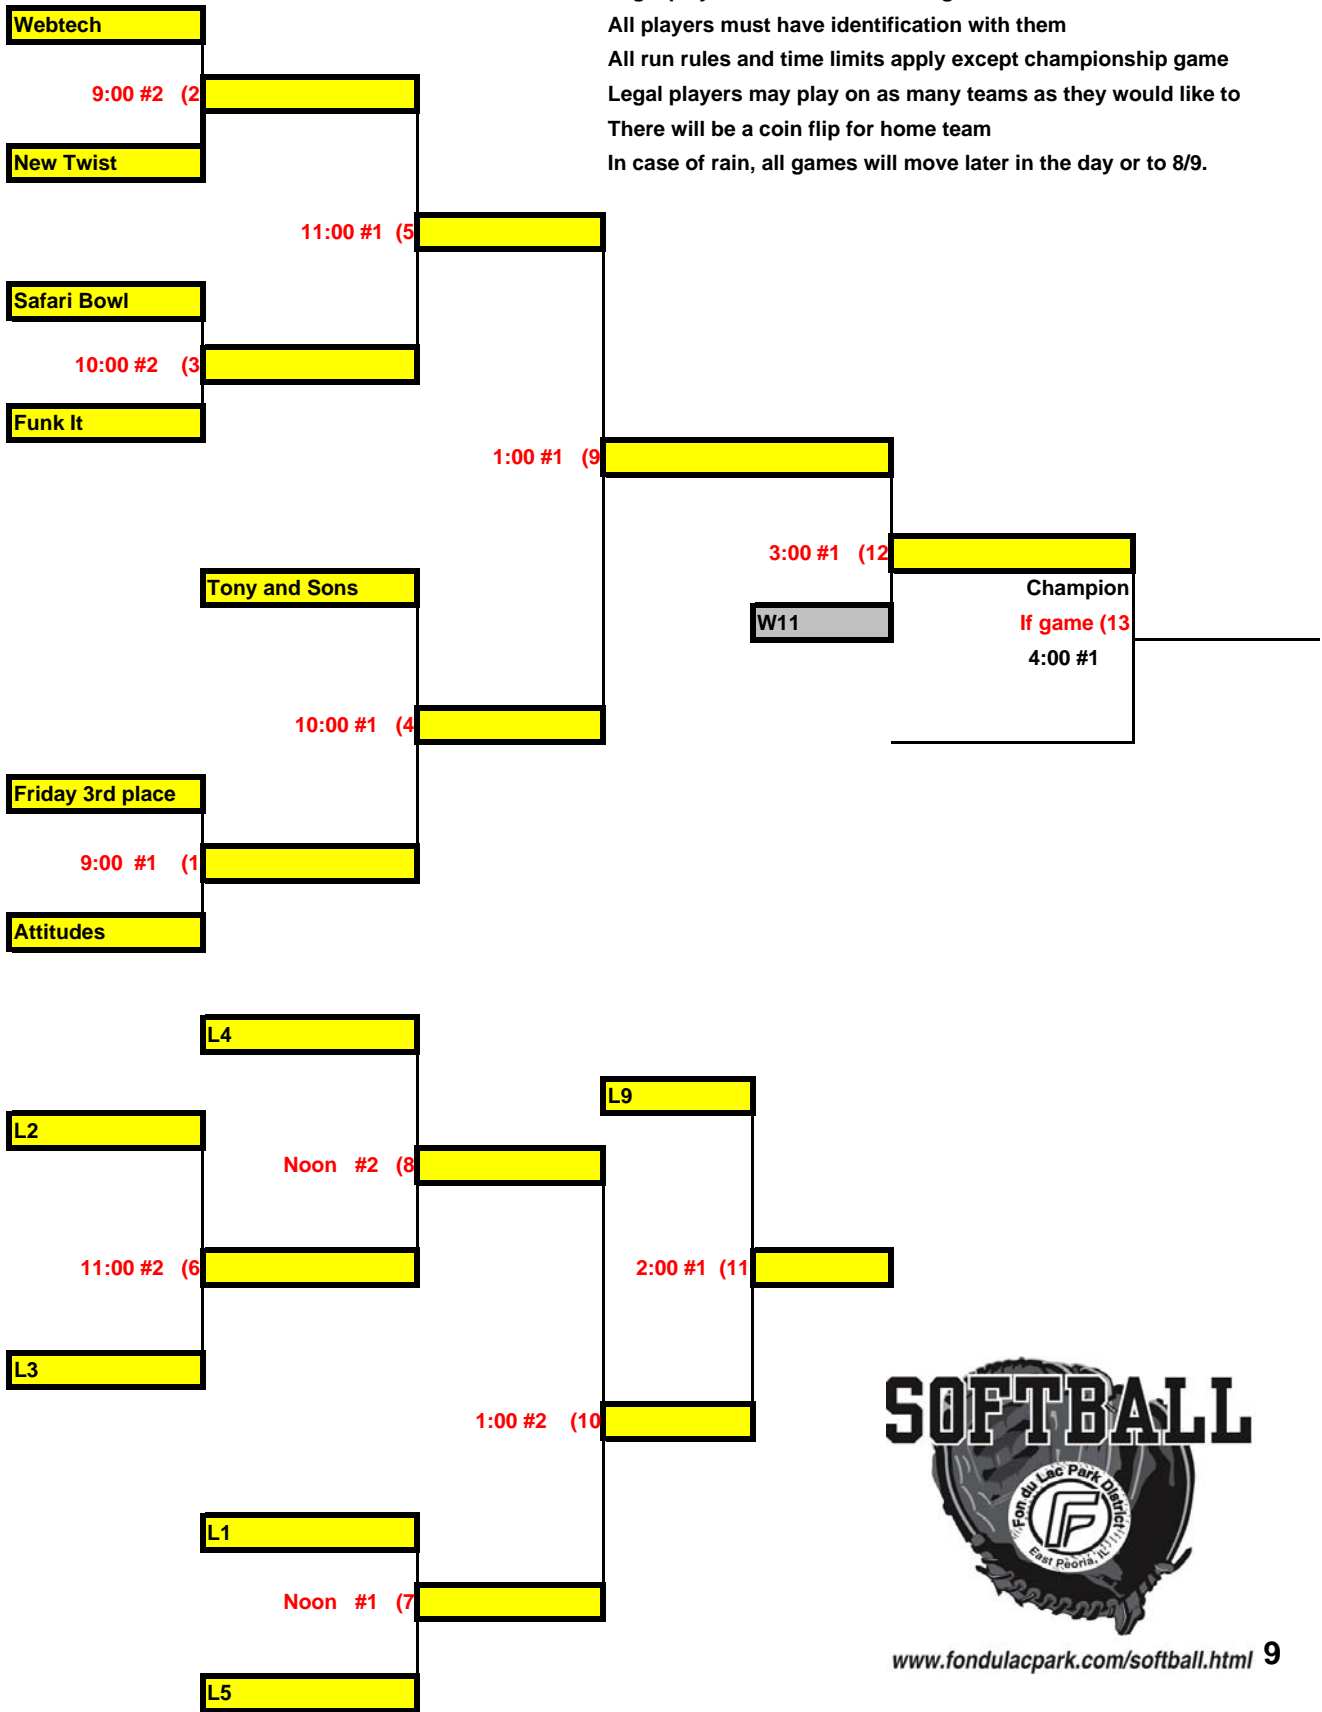 Webtech
All players must have identification with them
All run rules and time limits apply except championship game
9:00 #2 (2
Legal players may play on as many teams as they would like to
There will be a coin flip for home team
New Twist
In case of rain, all games will move later in the day or to 8/9.
11:00 #1 (5
Safari Bowl
10:00 #2 (3
Funk It
1:00 #1 (9
3:00 #1 (12
Tony and Sons
Champion
W11
If game (13
4:00 #1
10:00 #1 (4
Friday 3rd place
9:00 #1 (1
Attitudes
L4
L9
L2
Noon #2 (8
11:00 #2 (6
2:00 #1 (11
L3
1:00 #2 (10
SOFTBALL
Fon du Lac Park District
F
East Peoria, IL
L1
Noon #1 (7
www.fondulacpark.com/softball.html 9
L5